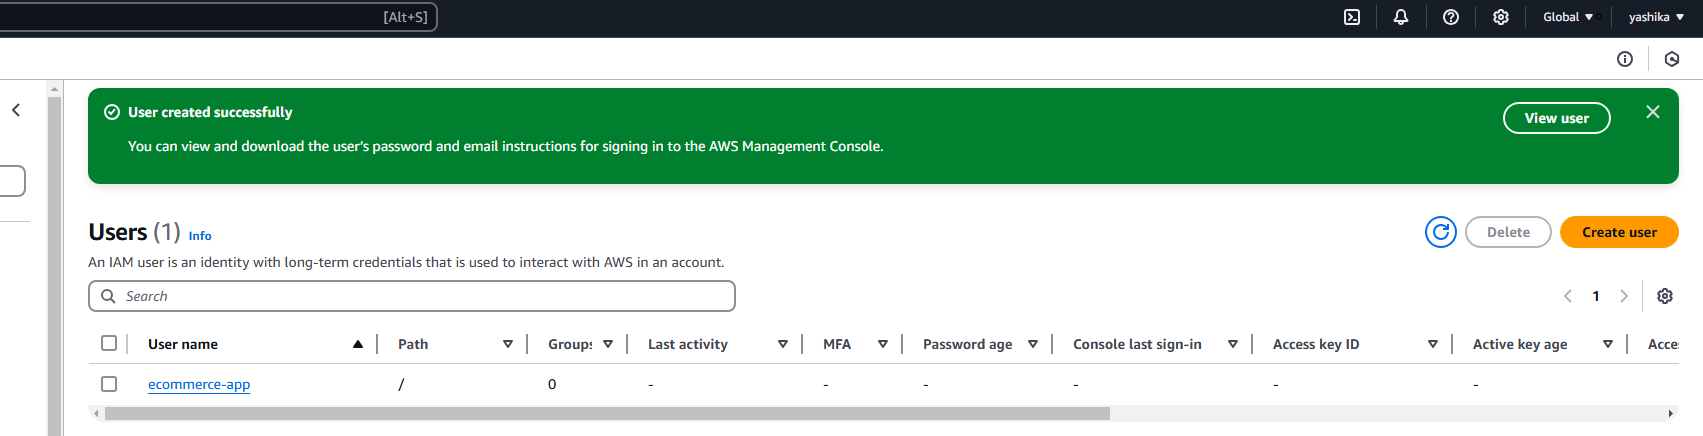 [Alt+S] Global yashika
User created successfully
View user
You can view and download the user's password and email instructions for signing in to the AWS Management Console.
Users (1) Info
Delete Create user
An IAM user is an identity with long-term credentials that is used to interact with AWS in an account.
Search
1
User name Path Groups Last activity MFA Password age Console last sign-in Access key ID Active key age Acces
ecommerce-app / 0 - - - - - -